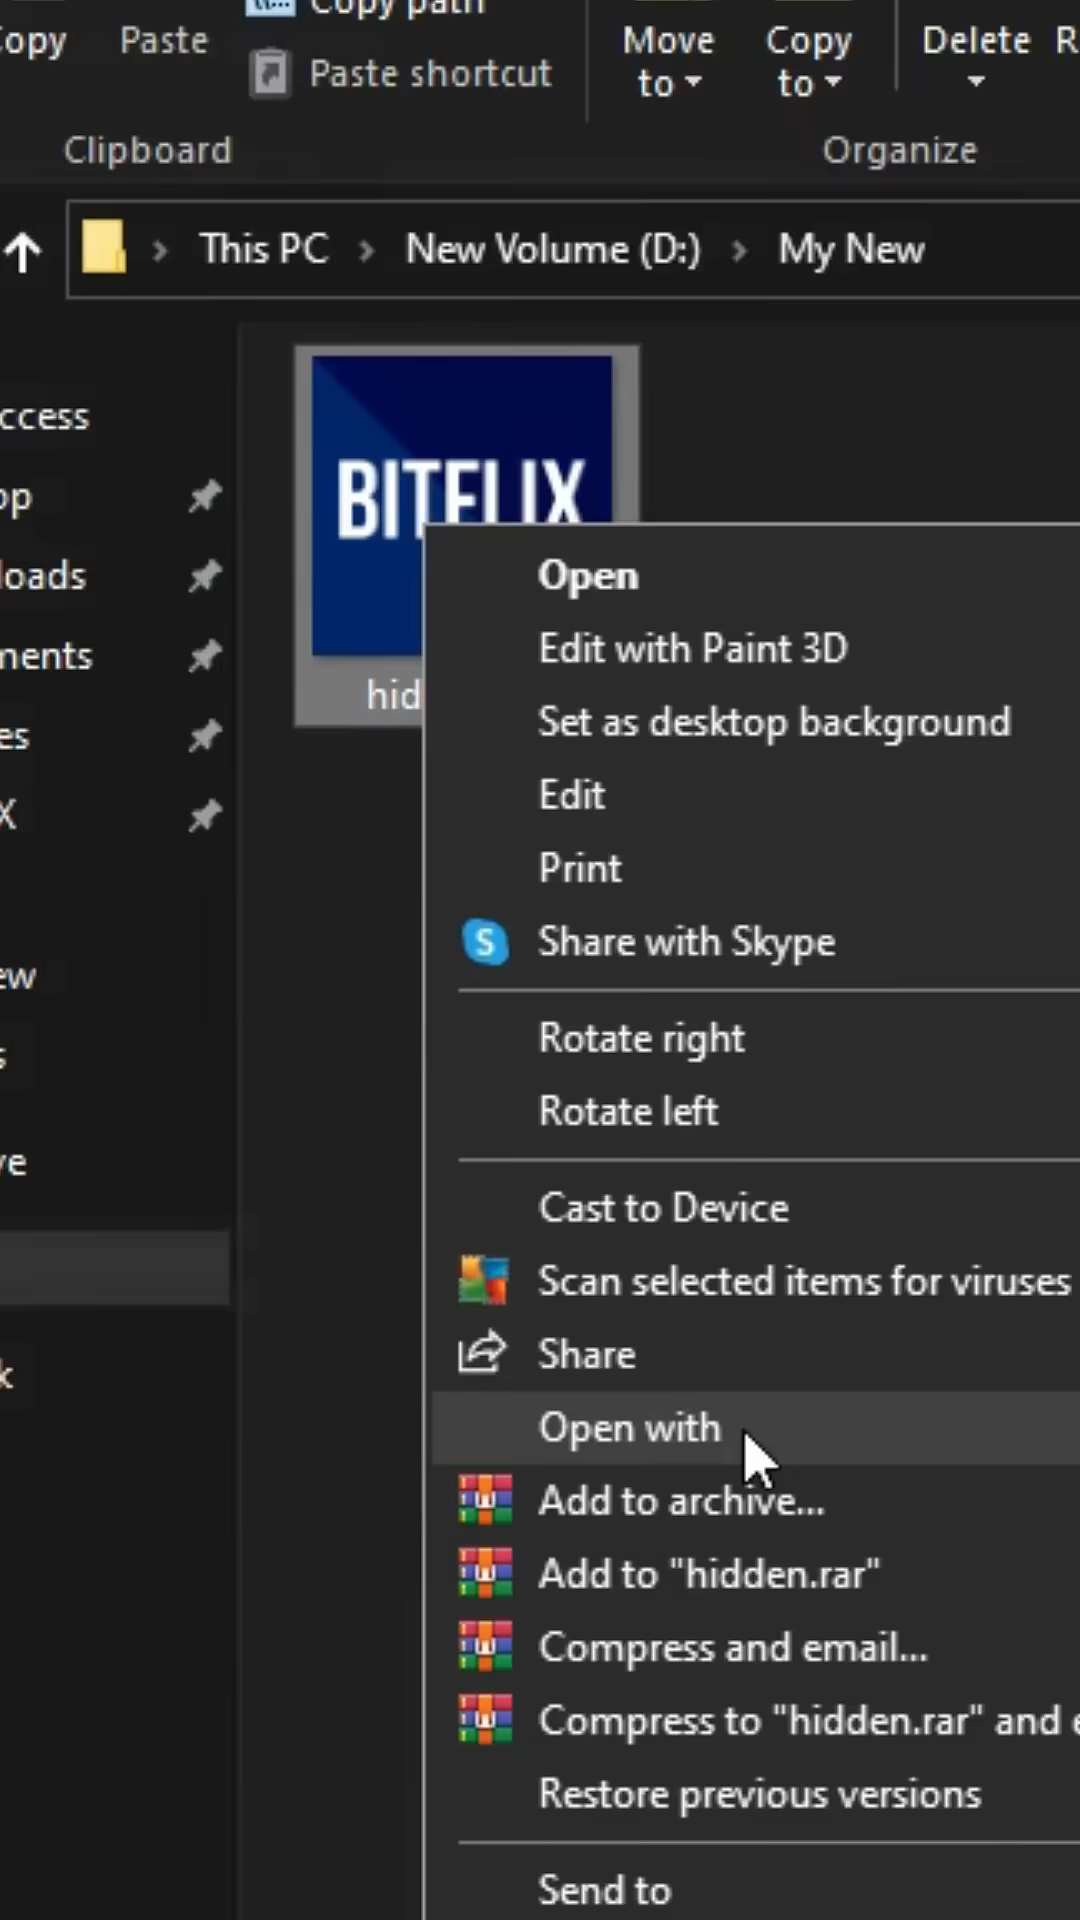 Copy path
opy Paste Paste shortcut Move to Copy to Delete R
Clipboard Organize
This PC > New Volume (D:) > My New
ccess
op
loads
ments
es
X
ew
s
ve
k
BITFLIX
hid
Open
Edit with Paint 3D
Set as desktop background
Edit
Print
Share with Skype
Rotate right
Rotate left
Cast to Device
Scan selected items for viruses
Share
Open with
Add to archive...
Add to "hidden.rar"
Compress and email...
Compress to "hidden.rar" and e
Restore previous versions
Send to